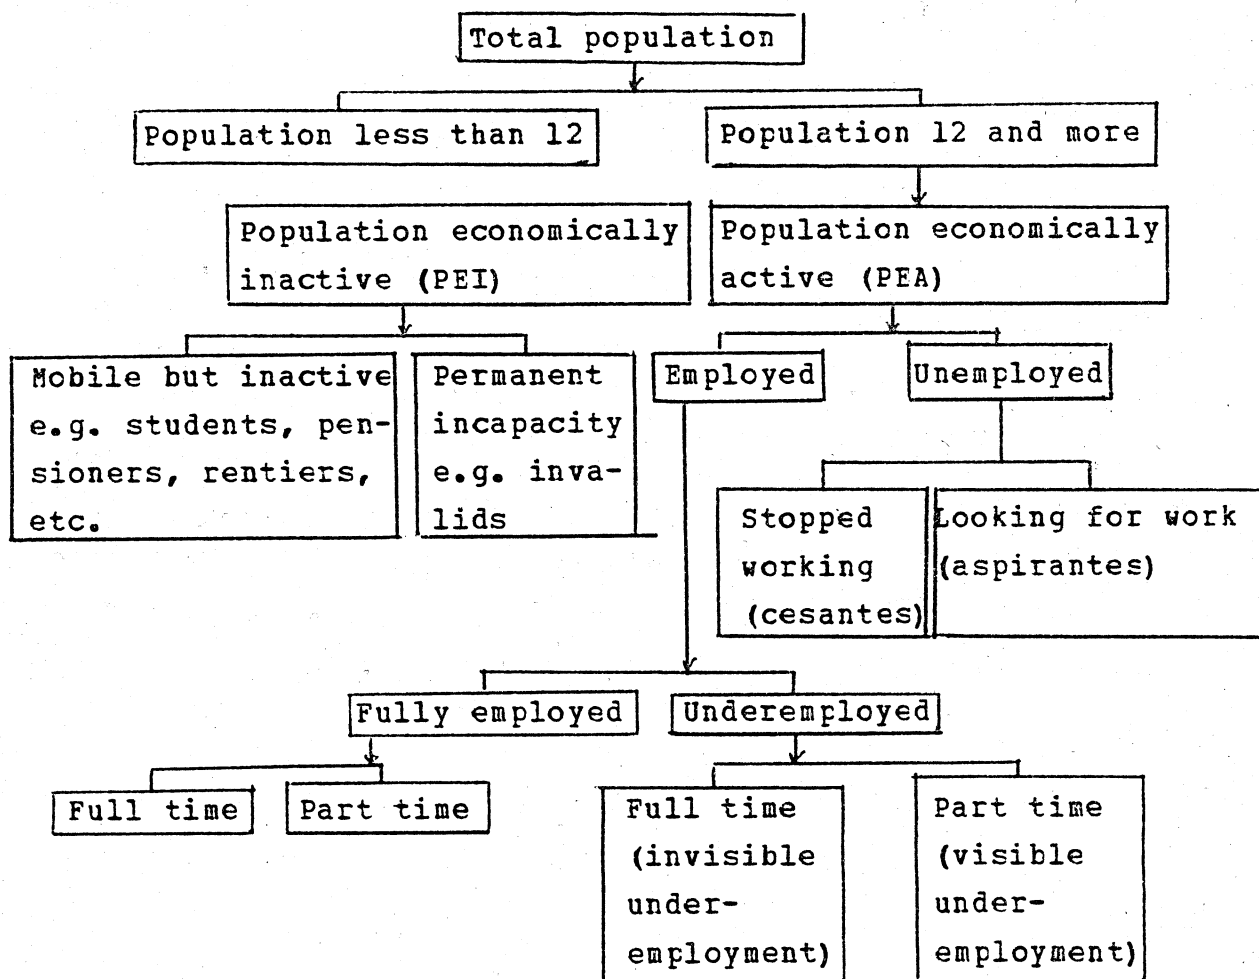 Total population
Population less than 12
Population 12 and more
Population economically
inactive (PEI)
Population economically
active (PEA)
Mobile but inactive
e.g. students, pen-
sioners, rentiers,
etc.
Permanent
incapacity
e.g. inva-
lids
Employed
Unemployed
Stopped
working
(cesantes)
Looking for work
(aspirantes)
Fully employed
Underemployed
Full time
Part time
Full time
(invisible
under-
employment)
Part time
(visible
under-
employment)